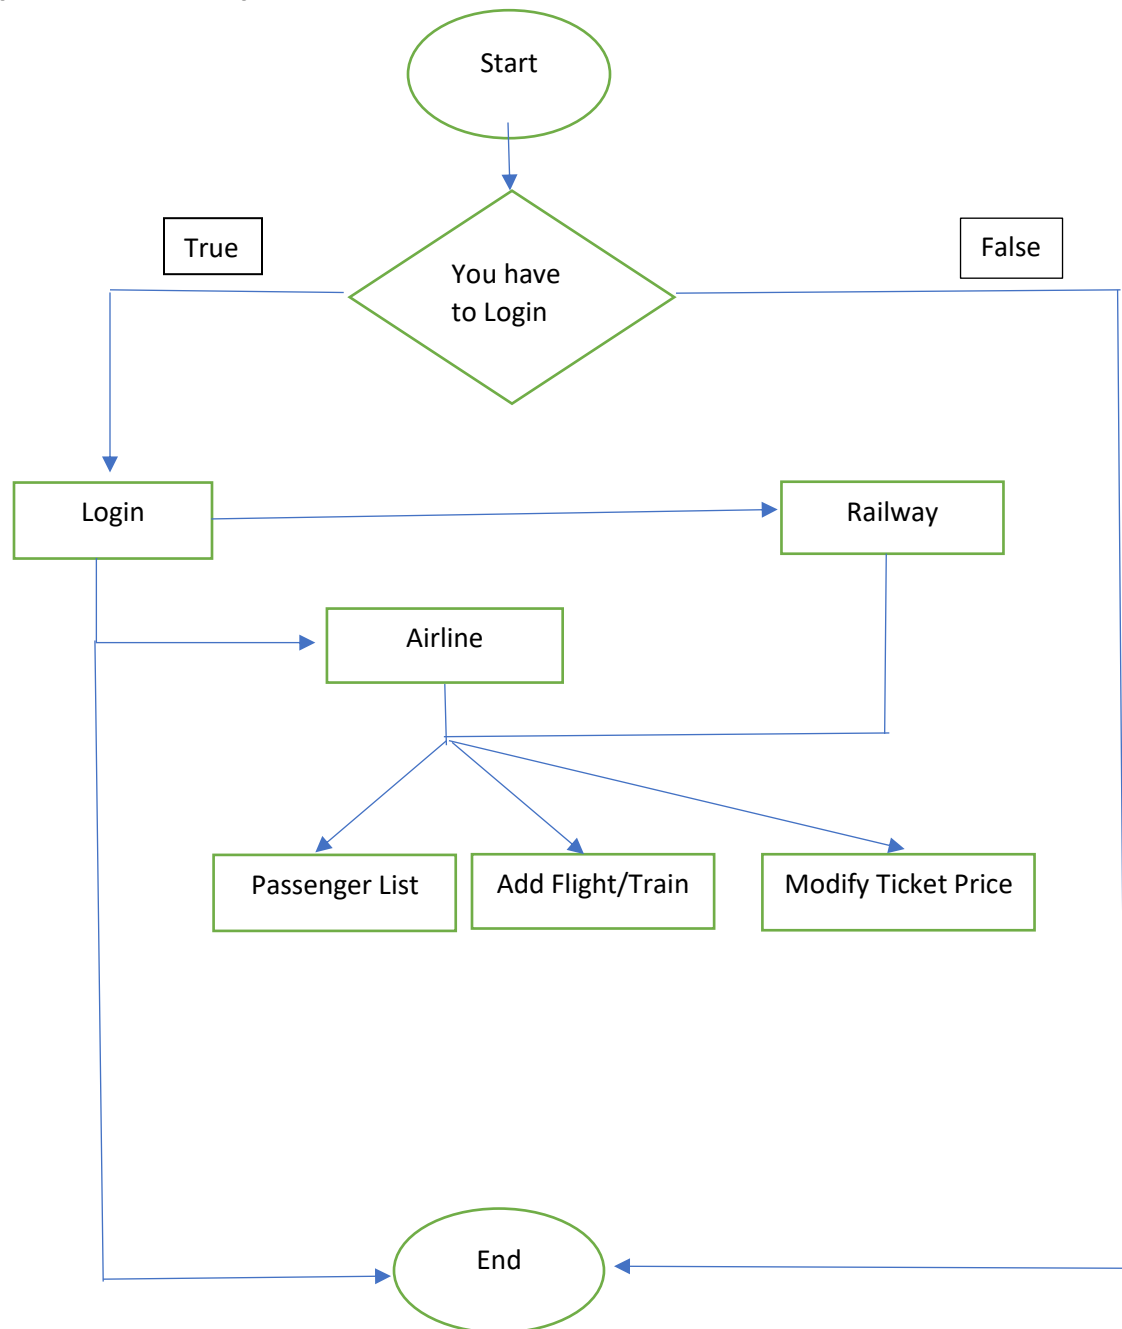 Start
True
False
You have
to Login
Login
Railway
Airline
Passenger List
Add Flight/Train
Modify Ticket Price
End